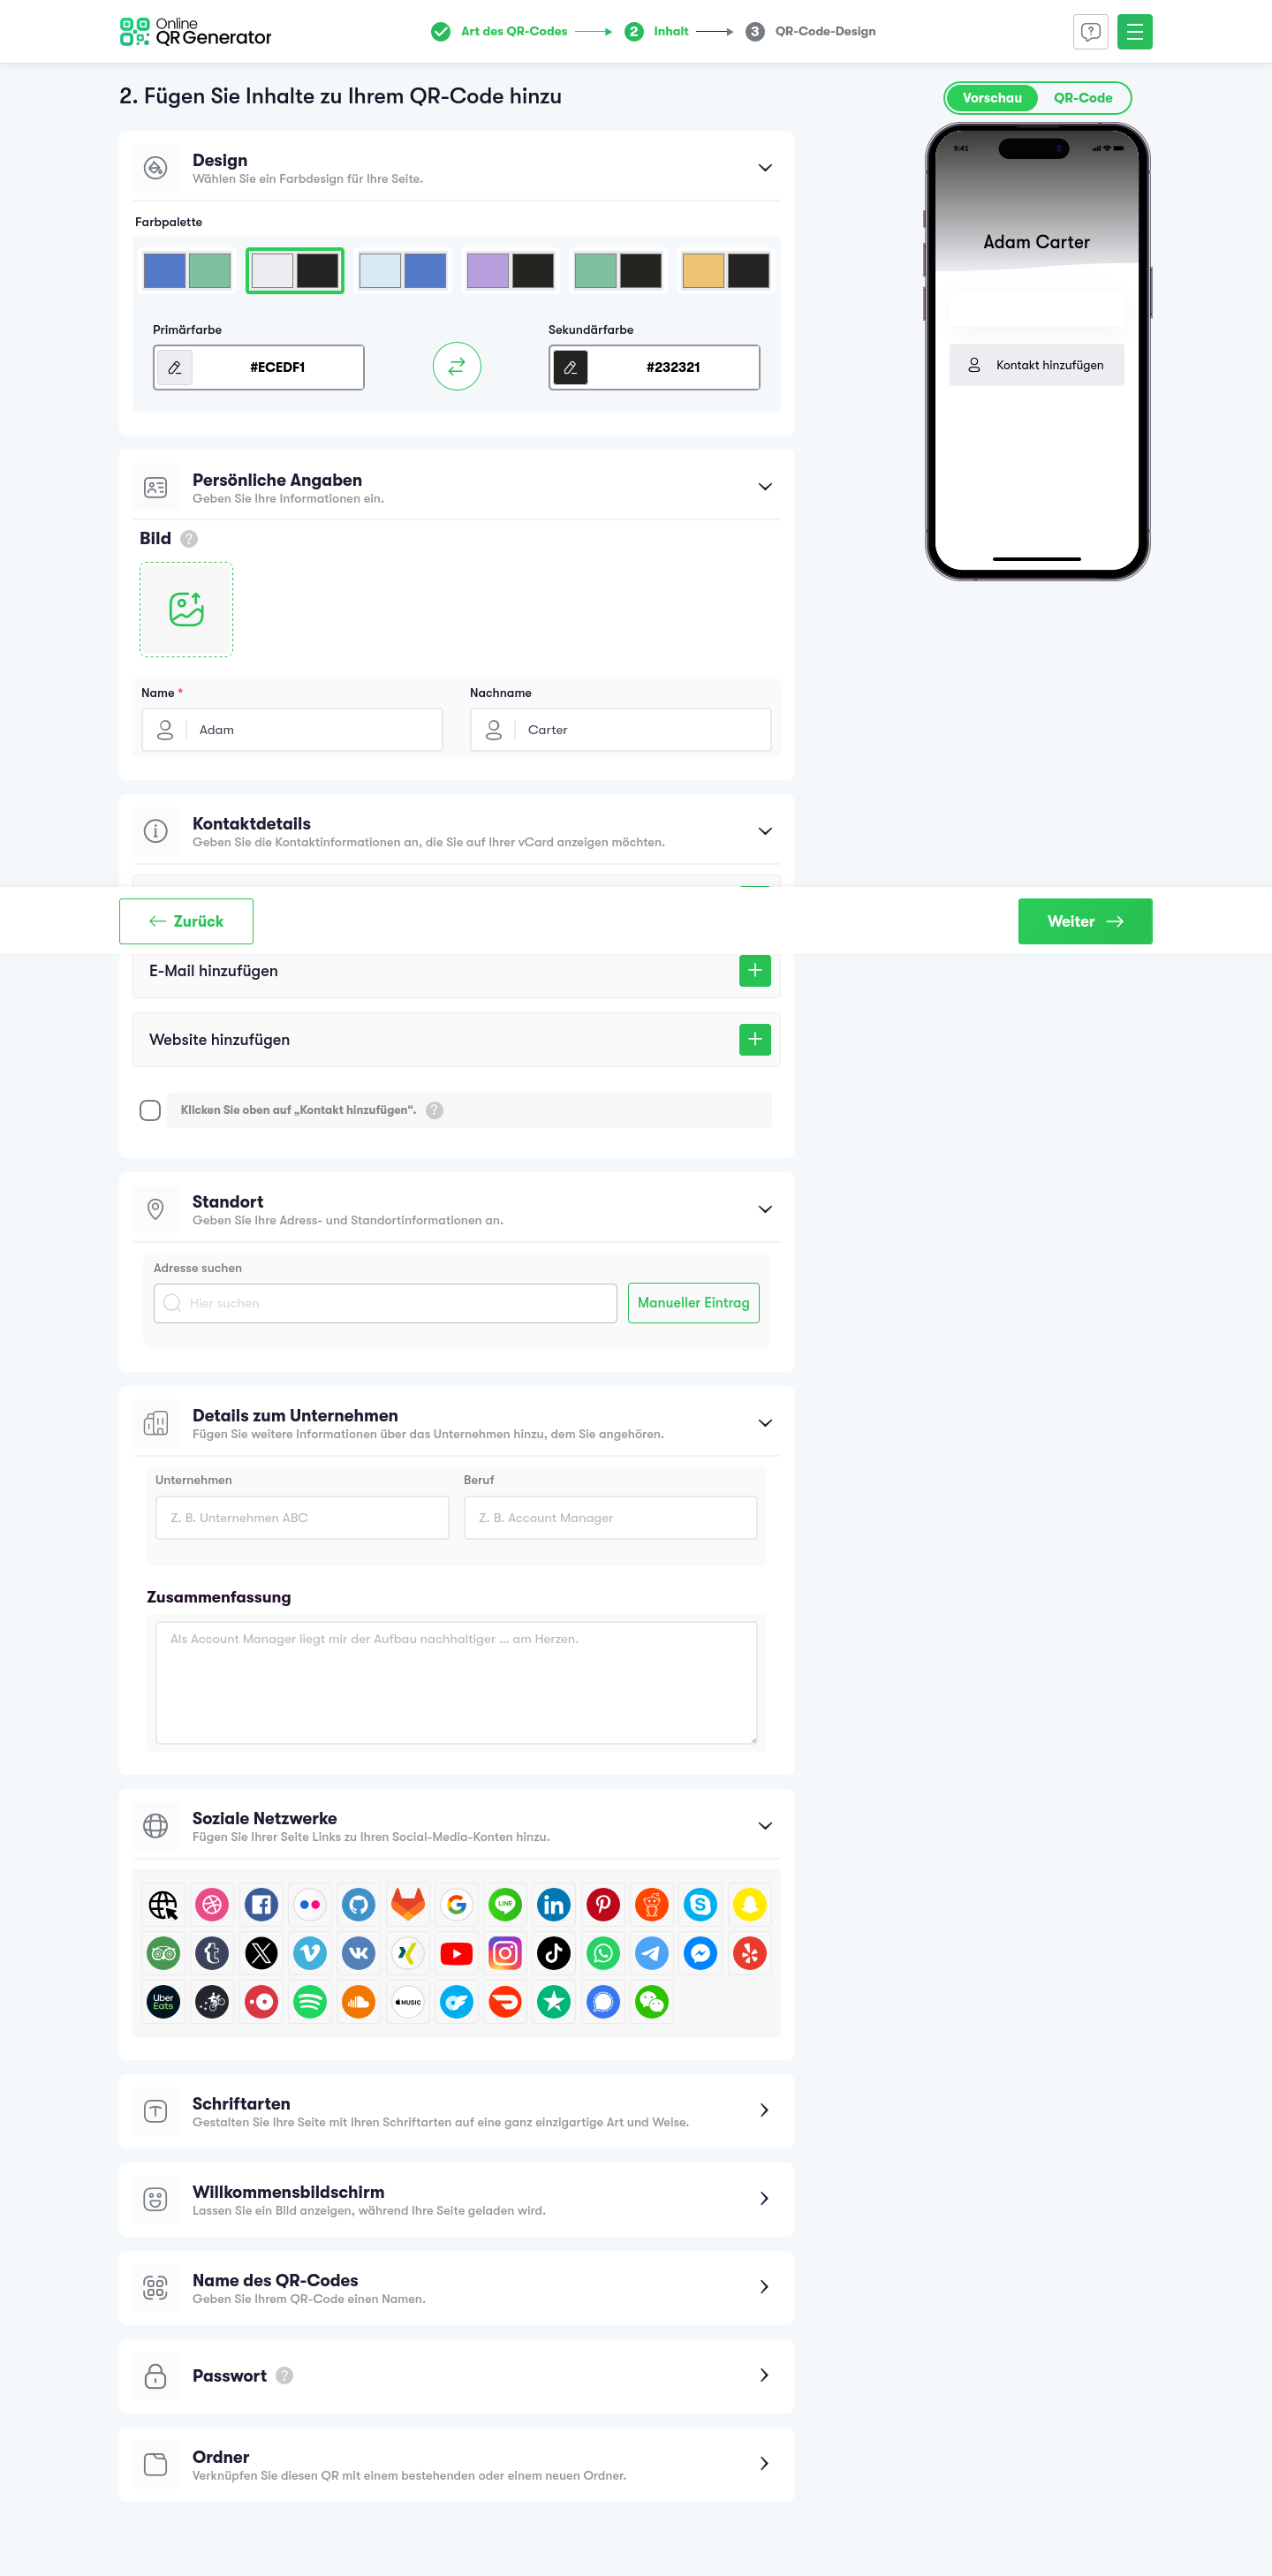 Online
QR Generator
Art des QR-Codes
2 Inhalt
3 QR-Code-Design
2. Fügen Sie Inhalte zu Ihrem QR-Code hinzu
Vorschau QR-Code
9:41
Adam Carter
Kontakt hinzufügen
Design
Wählen Sie ein Farbdesign für Ihre Seite.
Farbpalette
Primärfarbe
Sekundärfarbe
#ECEDF1
#232321
Persönliche Angaben
Geben Sie Ihre Informationen ein.
Bild ?
Name *
Nachname
Adam
Carter
Kontaktdetails
Geben Sie die Kontaktinformationen an, die Sie auf Ihrer vCard anzeigen möchten.
Zurück
Weiter
E-Mail hinzufügen
Website hinzufügen
Klicken Sie oben auf „Kontakt hinzufügen“. ?
Standort
Geben Sie Ihre Adress- und Standortinformationen an.
Adresse suchen
Hier suchen
Manueller Eintrag
Details zum Unternehmen
Fügen Sie weitere Informationen über das Unternehmen hinzu, dem Sie angehören.
Unternehmen
Beruf
Z. B. Unternehmen ABC
Z. B. Account Manager
Zusammenfassung
Als Account Manager liegt mir der Aufbau nachhaltiger ... am Herzen.
Soziale Netzwerke
Fügen Sie Ihrer Seite Links zu Ihren Social-Media-Konten hinzu.
LINE
Uber
Eats
MUSIC
Schriftarten
Gestalten Sie Ihre Seite mit Ihren Schriftarten auf eine ganz einzigartige Art und Weise.
Willkommensbildschirm
Lassen Sie ein Bild anzeigen, während Ihre Seite geladen wird.
Name des QR-Codes
Geben Sie Ihrem QR-Code einen Namen.
Passwort ?
Ordner
Verknüpfen Sie diesen QR mit einem bestehenden oder einem neuen Ordner.